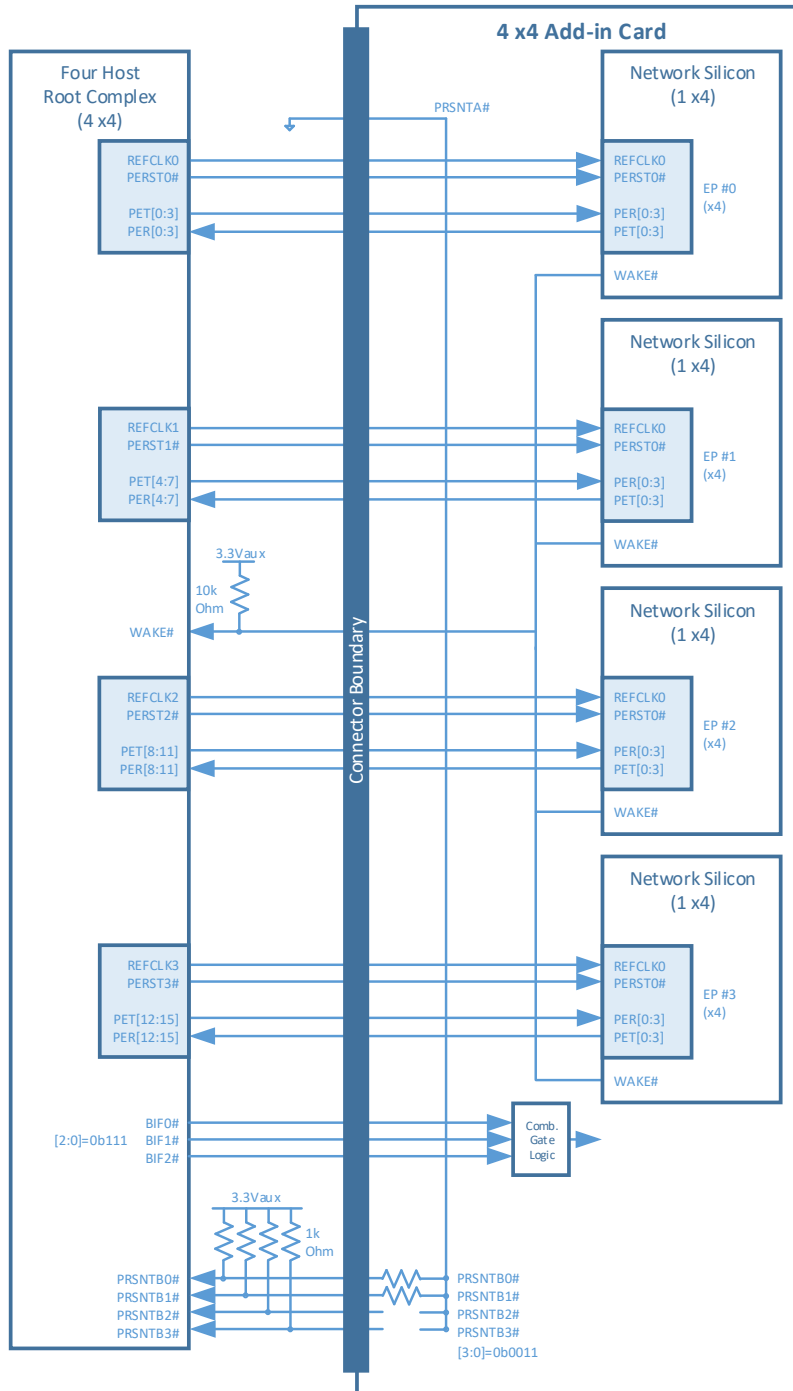 4 x4 Add-in Card
Four Host
Root Complex
(4 x4)
Network Silicon
(1 x4)
PRSNTA#
REFCLK0
PERST0#
PET[0:3]
PER[0:3]
REFCLK0
PERST0#
PER[0:3]
PET[0:3]
EP #0
(x4)
WAKE#
Network Silicon
(1 x4)
REFCLK1
PERST1#
PET[4:7]
PER[4:7]
REFCLK0
PERST0#
PER[0:3]
PET[0:3]
EP #1
(x4)
WAKE#
3.3Vaux
10k
Ohm
WAKE#
Connector Boundary
Network Silicon
(1 x4)
REFCLK2
PERST2#
PET[8:11]
PER[8:11]
REFCLK0
PERST0#
PER[0:3]
PET[0:3]
EP #2
(x4)
WAKE#
Network Silicon
(1 x4)
REFCLK3
PERST3#
PET[12:15]
PER[12:15]
REFCLK0
PERST0#
PER[0:3]
PET[0:3]
EP #3
(x4)
WAKE#
BIF0#
[2:0]=0b111
BIF1#
BIF2#
Comb.
Gate
Logic
3.3Vaux
1k
Ohm
PRSNTB0#
PRSNTB1#
PRSNTB2#
PRSNTB3#
PRSNTB0#
PRSNTB1#
PRSNTB2#
PRSNTB3#
[3:0]=0b0011